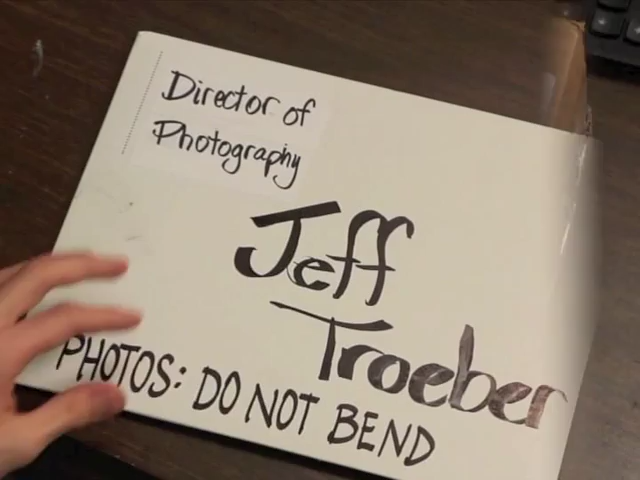 Director of
Photography
Jeff
Troeber
PHOTOS: DO NOT BEND